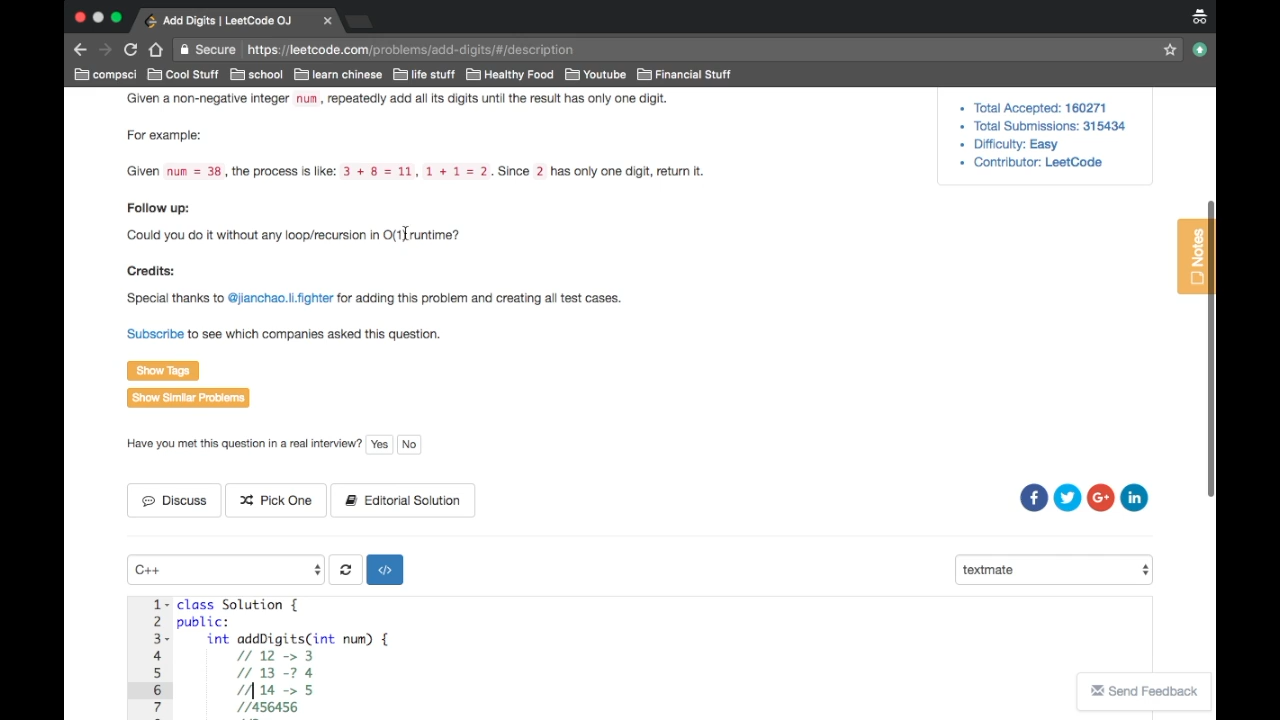 Add Digits | LeetCode OJ
Secure https://leetcode.com/problems/add-digits/#/description
compsci Cool Stuff school learn chinese life stuff Healthy Food Youtube Financial Stuff
Given a non-negative integer num, repeatedly add all its digits until the result has only one digit.
For example:
Given num = 38, the process is like: 3 + 8 = 11, 1 + 1 = 2. Since 2 has only one digit, return it.
Follow up:
Could you do it without any loop/recursion in O(1) runtime?
Credits:
Special thanks to @jianchao.li.fighter for adding this problem and creating all test cases.
Subscribe to see which companies asked this question.
Show Tags
Show Similar Problems
Have you met this question in a real interview? Yes No
Discuss Pick One Editorial Solution
Total Accepted: 160271
Total Submissions: 315434
Difficulty: Easy
Contributor: LeetCode
Notes
C++ </> textmate
1 class Solution {
2 public:
3 int addDigits(int num) {
4 // 12 -> 3
5 // 13 -? 4
6 // 14 -> 5
7 //456456
Send Feedback